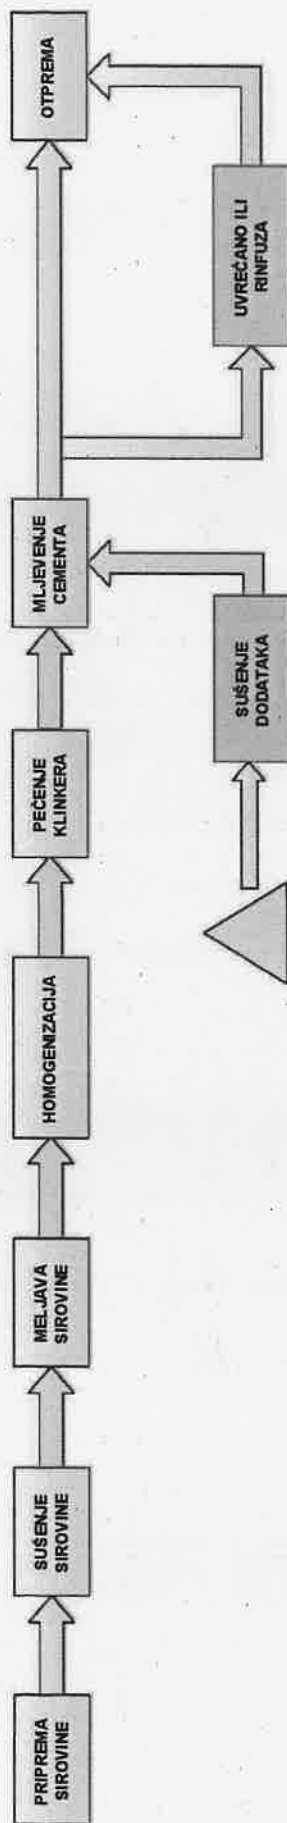 PRIPREMA
SIROVINE
SUŠENJE
SIROVINE
MELJAVA
SIROVINE
HOMOGENIZACIJA
PEČENJE
KLINKERA
MLJEVENJE
CEMENTA
OTPREMA
SUŠENJE
DODATAKA
UVREĆANO ILI
RINFUZA